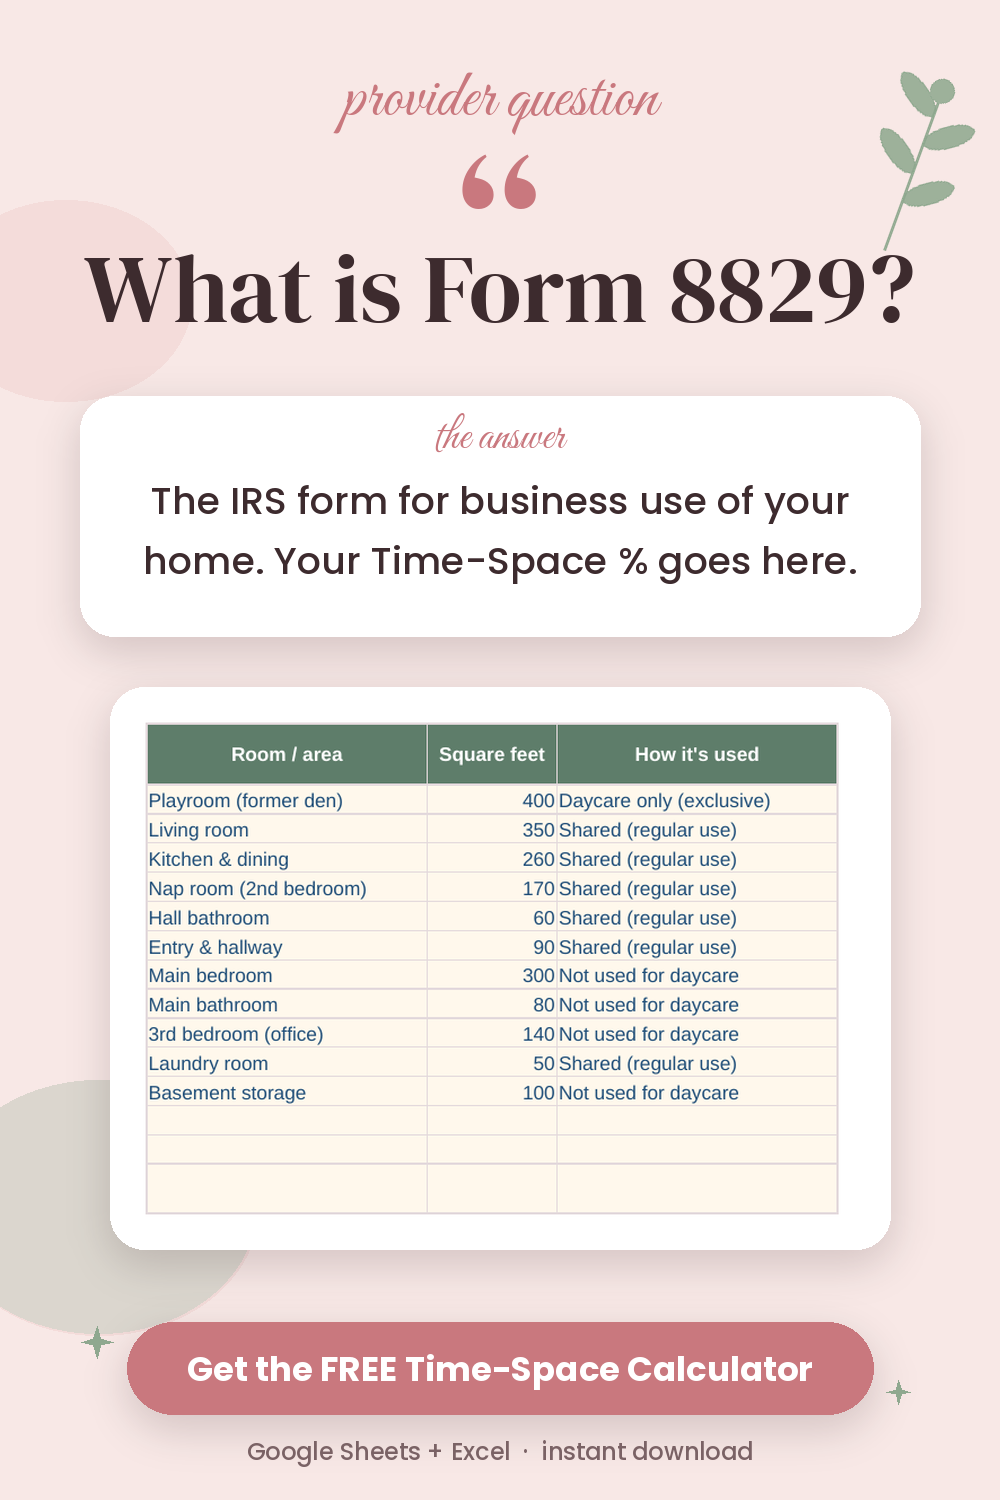 provider question
“
What is Form 8829?
the answer
The IRS form for business use of your
home. Your Time-Space % goes here.
Room / area Square feet How it's used
Playroom (former den) 400 Daycare only (exclusive)
Living room 350 Shared (regular use)
Kitchen & dining 260 Shared (regular use)
Nap room (2nd bedroom) 170 Shared (regular use)
Hall bathroom 60 Shared (regular use)
Entry & hallway 90 Shared (regular use)
Main bedroom 300 Not used for daycare
Main bathroom 80 Not used for daycare
3rd bedroom (office) 140 Not used for daycare
Laundry room 50 Shared (regular use)
Basement storage 100 Not used for daycare
Get the FREE Time-Space Calculator
Google Sheets + Excel · instant download